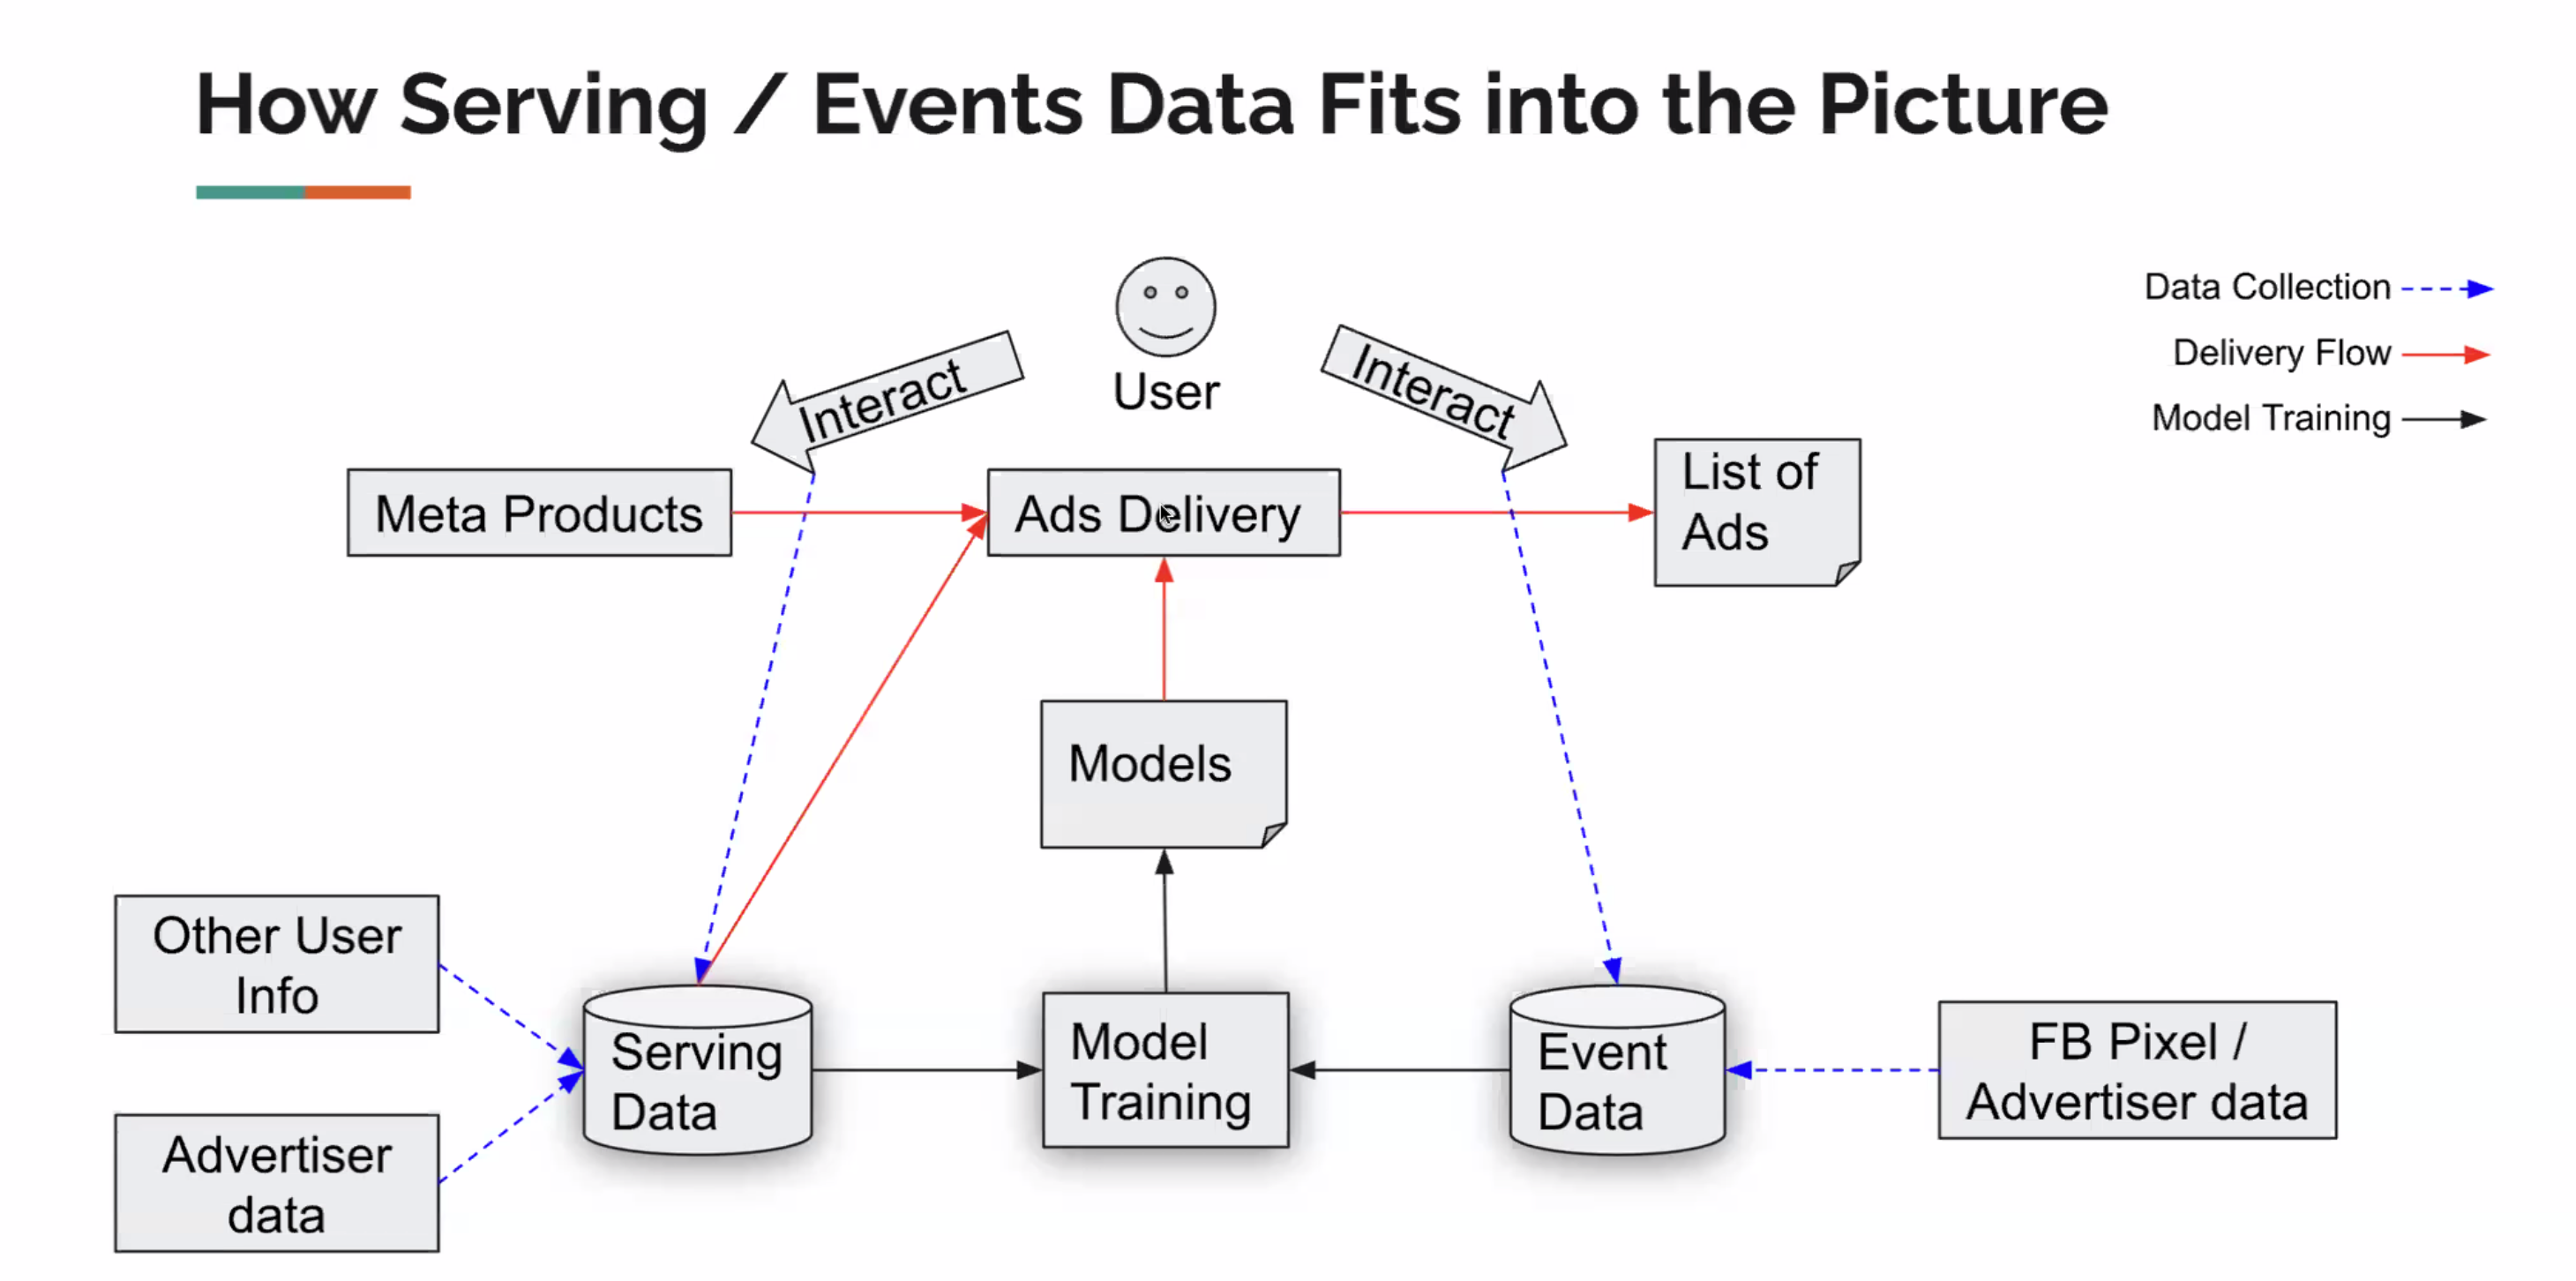 How Serving / Events Data Fits into the Picture
Data Collection
Delivery Flow
Model Training
User
Interact
Interact
Meta Products
Ads Delivery
List of
Ads
Models
Other User
Info
Advertiser
data
Serving
Data
Model
Training
Event
Data
FB Pixel /
Advertiser data